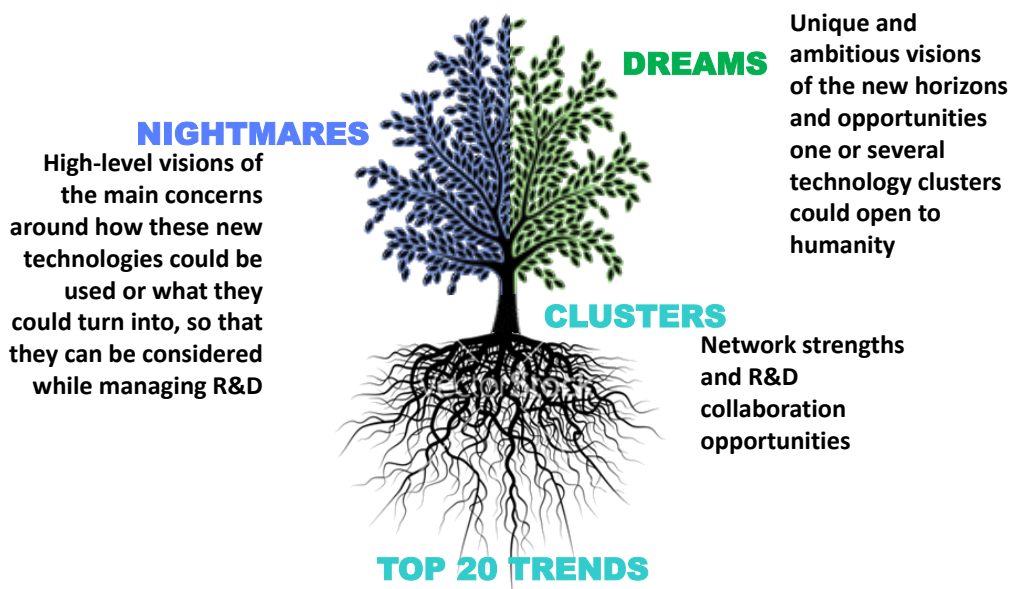 NIGHTMARES
High-level visions of
the main concerns
around how these new
technologies could be
used or what they
could turn into, so that
they can be considered
while managing R&D
DREAMS
Unique and
ambitious visions
of the new horizons
and opportunities
one or several
technology clusters
could open to
humanity
CLUSTERS
Network strengths
and R&D
collaboration
opportunities
TOP 20 TRENDS